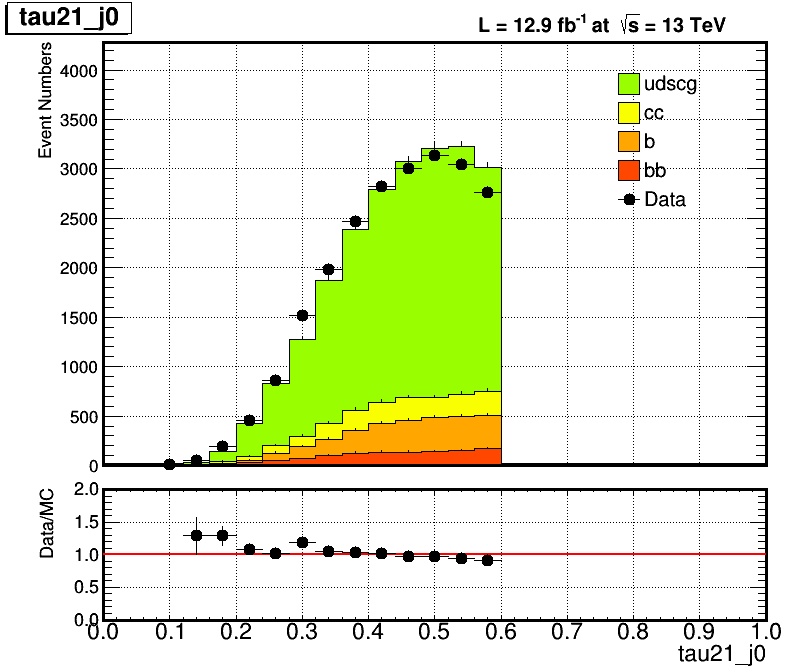 tau21_j0
L = 12.9 fb⁻¹ at √s = 13 TeV
Event Numbers
4000
3500
3000
2500
2000
1500
1000
500
0
udscg
cc
b
bb
Data
Data/MC
2.0
1.5
1.0
0.5
0.0
0.0 0.1 0.2 0.3 0.4 0.5 0.6 0.7 0.8 0.9 1.0
tau21_j0